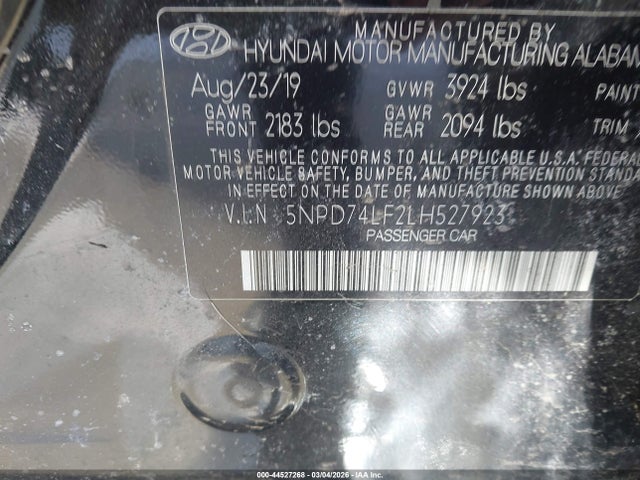 MANUFACTURED BY
HYUNDAI MOTOR MANUFACTURING ALABAM
Aug/23/19 GVWR 3924 lbs PAINT
GAWR FRONT 2183 lbs GAWR REAR 2094 lbs TRIM
THIS VEHICLE CONFORMS TO ALL APPLICABLE U.S.A. FEDERA
MOTOR VEHICLE SAFETY, BUMPER, AND THEFT PREVENTION STANDA
IN EFFECT ON THE DATE OF MANUFACTURE SHOWN ABOVE.
V.I.N 5NPD74LF2LH527923
PASSENGER CAR
000-44527268 - 03/04/2026 - IAA Inc.